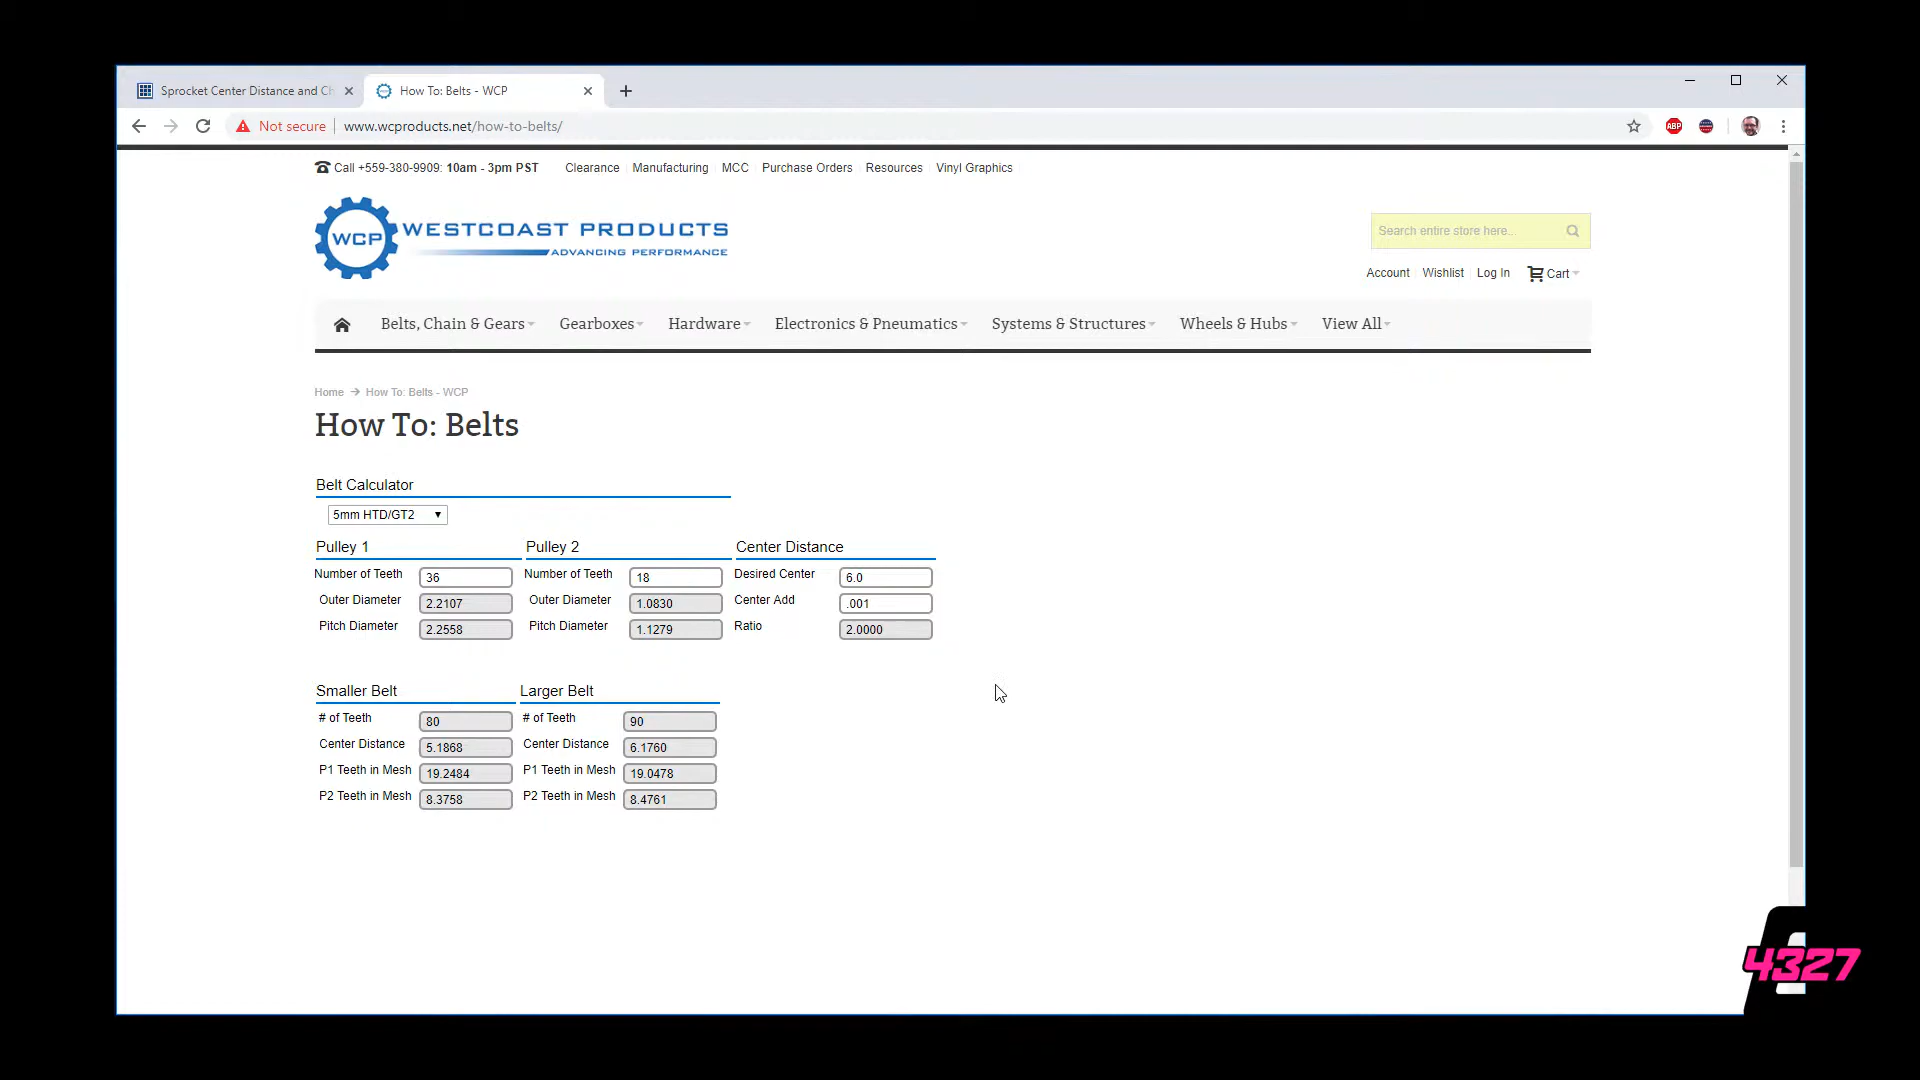 Sprocket Center Distance and Ch
How To: Belts - WCP
Not secure
www.wcproducts.net/how-to-belts/
ABP
Call +559-380-9909: 10am - 3pm PST
Clearance Manufacturing MCC Purchase Orders Resources Vinyl Graphics
WCP
WESTCOAST PRODUCTS
ADVANCING PERFORMANCE
Search entire store here...
Account Wishlist Log In Cart
Belts, Chain & Gears Gearboxes Hardware Electronics & Pneumatics Systems & Structures Wheels & Hubs View All
Home → How To: Belts - WCP
How To: Belts
Belt Calculator
5mm HTD/GT2
Pulley 1 Pulley 2 Center Distance
Number of Teeth 36 Number of Teeth 18 Desired Center 6.0
Outer Diameter 2.2107 Outer Diameter 1.0830 Center Add .001
Pitch Diameter 2.2558 Pitch Diameter 1.1279 Ratio 2.0000
Smaller Belt Larger Belt
# of Teeth 80 # of Teeth 90
Center Distance 5.1868 Center Distance 6.1760
P1 Teeth in Mesh 19.2484 P1 Teeth in Mesh 19.0478
P2 Teeth in Mesh 8.3758 P2 Teeth in Mesh 8.4761
4327